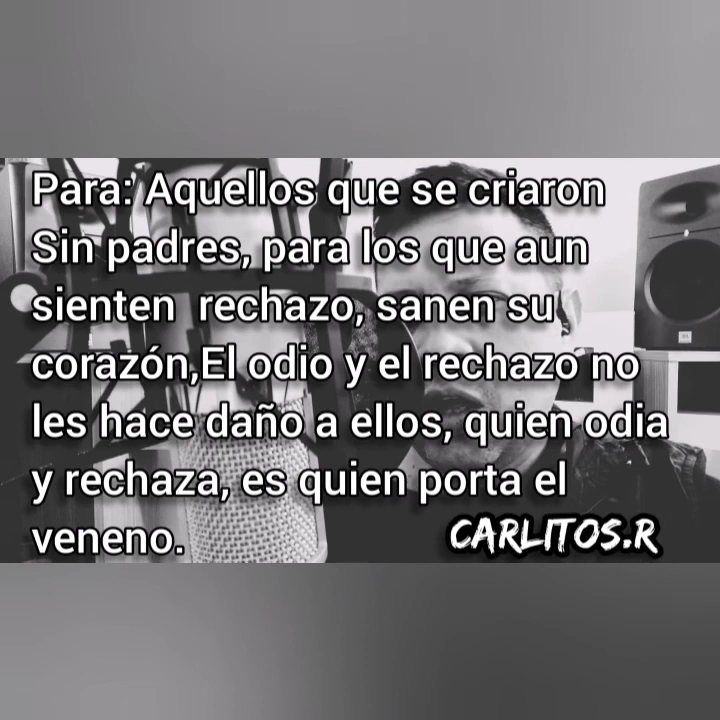 Para: Aquellos que se criaron
Sin padres, para los que aun
sienten rechazo, sanen su
corazón,El odio y el rechazo no
les hace daño a ellos, quien odia
y rechaza, es quien porta el
veneno.
CARLITOS.R